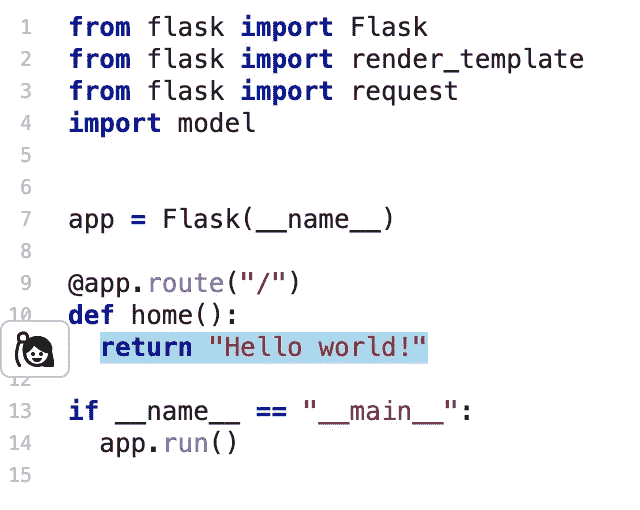 1 from flask import Flask
2 from flask import render_template
3 from flask import request
4 import model
5
6
7 app = Flask(__name__)
8
9 @app.route("/")
10 def home():
return "Hello world!"
12
13 if __name__ == "__main__":
14 app.run()
15